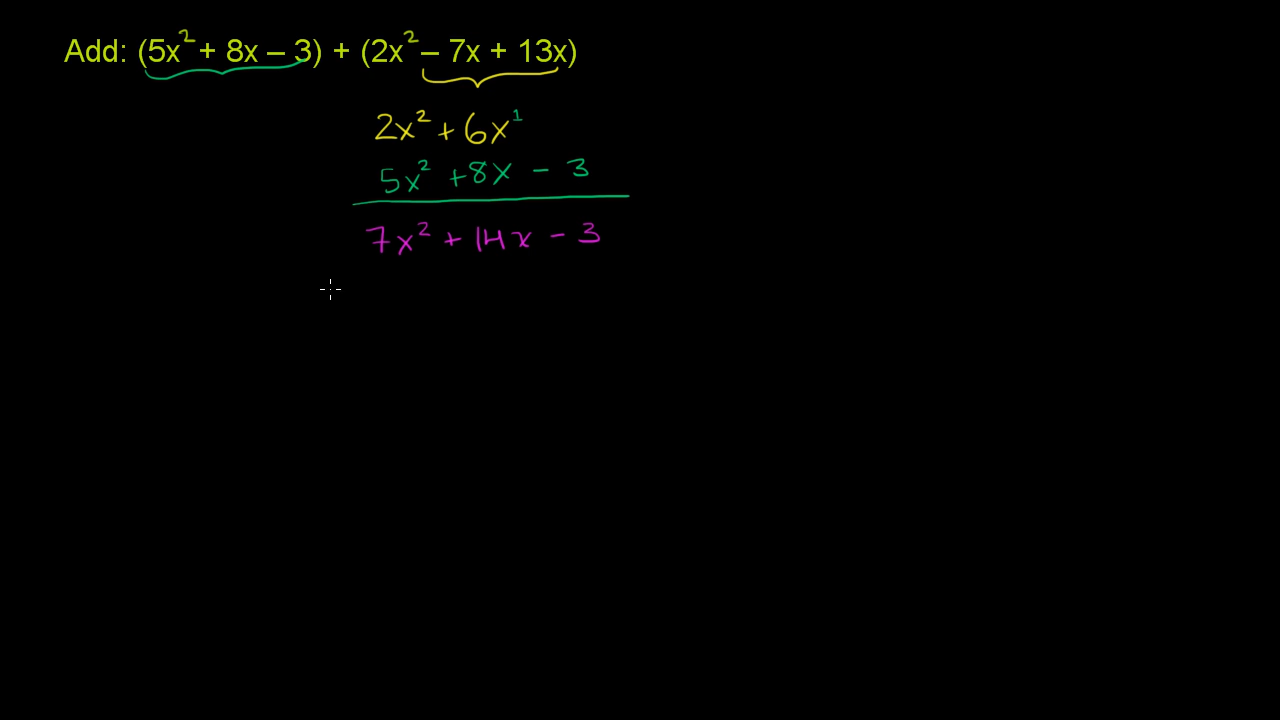 Add: (5x² + 8x – 3) + (2x² – 7x + 13x)
2x² + 6x¹
5x² + 8x - 3
7x² + 14x - 3